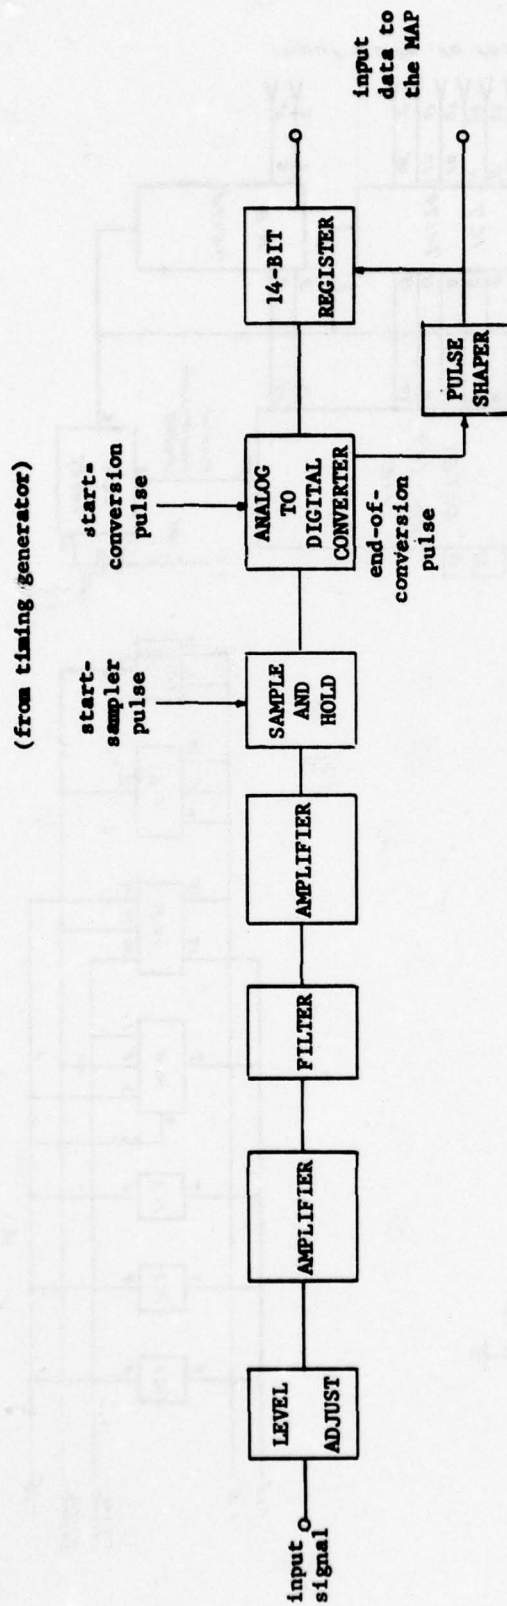 (from timing generator)
start-
sampler
pulse
start-
conversion
pulse
input
signal
LEVEL
ADJUST
AMPLIFIER
FILTER
AMPLIFIER
SAMPLE
AND
HOLD
ANALOG
TO
DIGITAL
CONVERTER
14-BIT
REGISTER
end-of-
conversion
pulse
PULSE
SHAPER
input
data to
the MAP